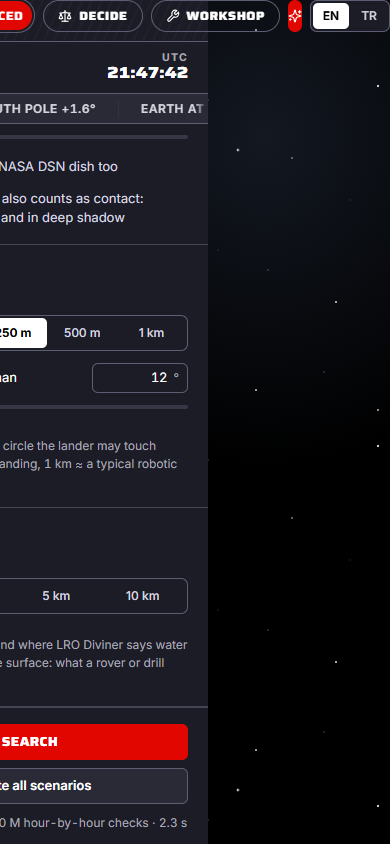 CED DECIDE WORKSHOP EN TR
UTC
21:47:42
UTH POLE +1.6° EARTH AT
NASA DSN dish too
also counts as contact:
and in deep shadow
250 m 500 m 1 km
nan 12 °
circle the lander may touch
anding, 1 km ≈ a typical robotic
5 km 10 km
nd where LRO Diviner says water
e surface: what a rover or drill
SEARCH
te all scenarios
0 M hour-by-hour checks · 2.3 s